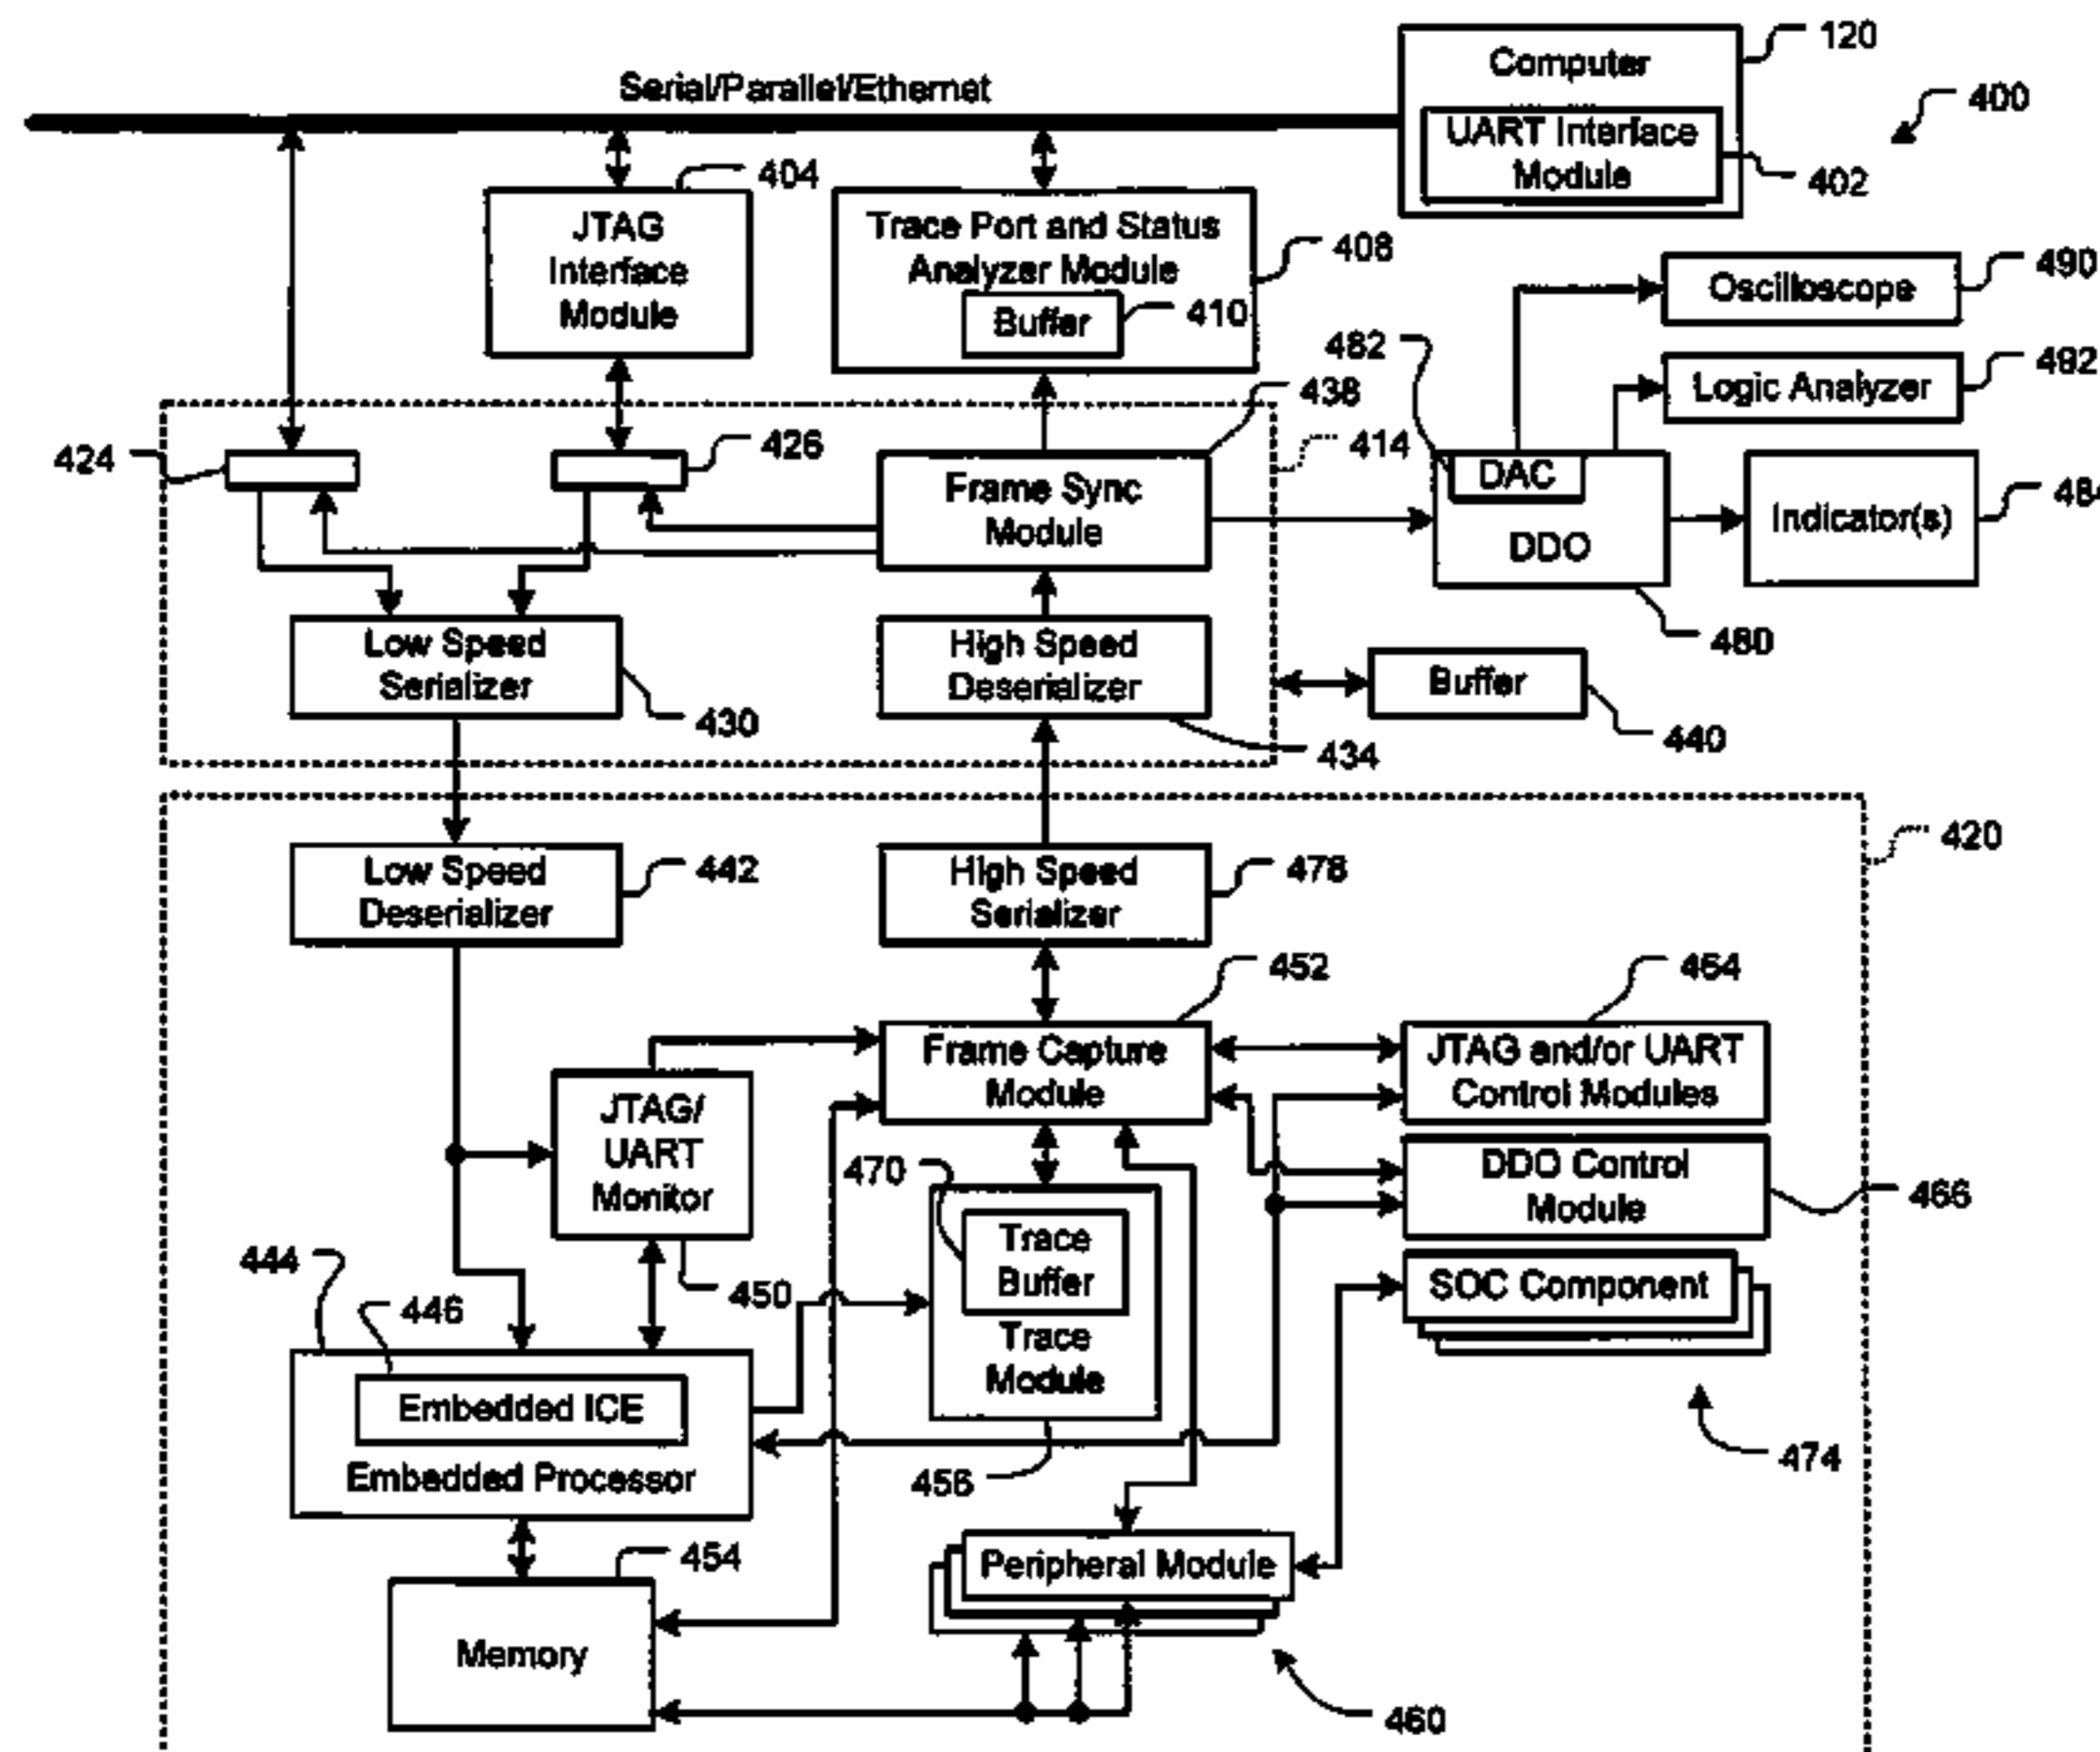 Serial/Parallel/Ethernet
Computer
120
UART Interface
Module
402
400
404
JTAG
Interface
Module
Trace Port and Status
Analyzer Module
408
Buffer
410
Oscilloscope
490
482
Logic Analyzer
492
438
424
426
414
Frame Sync
Module
DAC
DDO
Indicator(s)
484
480
Low Speed
Serializer
430
High Speed
Deserializer
434
Buffer
440
420
Low Speed
Deserializer
442
High Speed
Serializer
478
452
464
Frame Capture
Module
JTAG and/or UART
Control Modules
JTAG/
UART
Monitor
450
470
DDO Control
Module
466
444
446
Trace
Buffer
Trace
Module
456
SOC Component
474
Embedded ICE
Embedded Processor
454
Memory
Peripheral Module
460